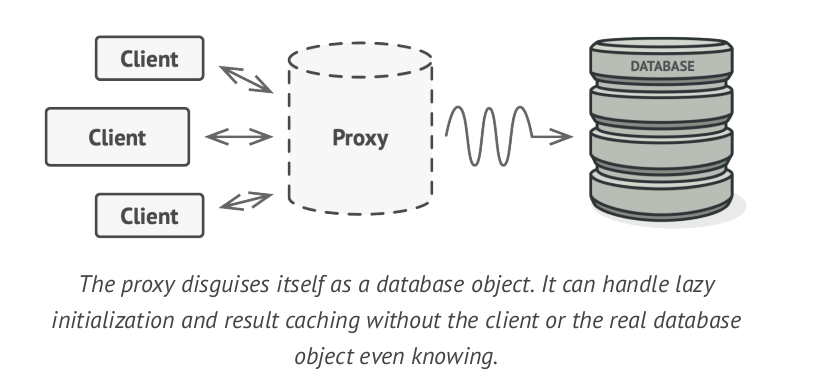 Client
DATABASE
Client
Proxy
Client
The proxy disguises itself as a database object. It can handle lazy
initialization and result caching without the client or the real database
object even knowing.